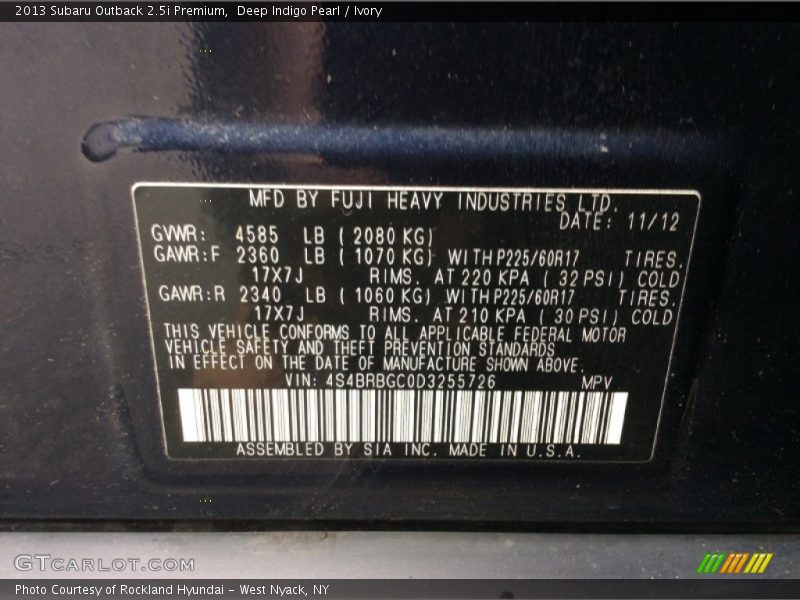 2013 Subaru Outback 2.5i Premium, Deep Indigo Pearl / Ivory
MFD BY FUJI HEAVY INDUSTRIES LTD.
DATE: 11/12
GVWR: 4585 LB ( 2080 KG)
GAWR:F 2360 LB ( 1070 KG) WITH P225/60R17 TIRES.
17X7J RIMS. AT 220 KPA ( 32 PSI) COLD
GAWR:R 2340 LB ( 1060 KG) WITH P225/60R17 TIRES.
17X7J RIMS. AT 210 KPA ( 30 PSI) COLD
THIS VEHICLE CONFORMS TO ALL APPLICABLE FEDERAL MOTOR
VEHICLE SAFETY AND THEFT PREVENTION STANDARDS
IN EFFECT ON THE DATE OF MANUFACTURE SHOWN ABOVE.
VIN: 4S4BRBGC0D3255726 MPV
ASSEMBLED BY SIA INC. MADE IN U.S.A.
GTCARLOT.COM
Photo Courtesy of Rockland Hyundai - West Nyack, NY